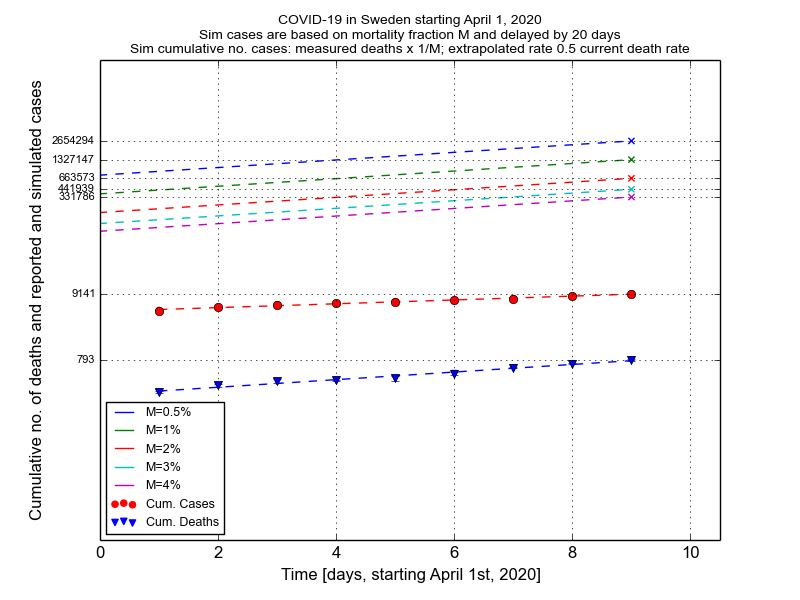 COVID-19 in Sweden starting April 1, 2020
Sim cases are based on mortality fraction M and delayed by 20 days
Sim cumulative no. cases: measured deaths x 1/M; extrapolated rate 0.5 current death rate
Cumulative no. of deaths and reported and simulated cases
2654294
1327147
663573
441939
331786
9141
793
M=0.5%
M=1%
M=2%
M=3%
M=4%
Cum. Cases
Cum. Deaths
0 2 4 6 8 10
Time [days, starting April 1st, 2020]